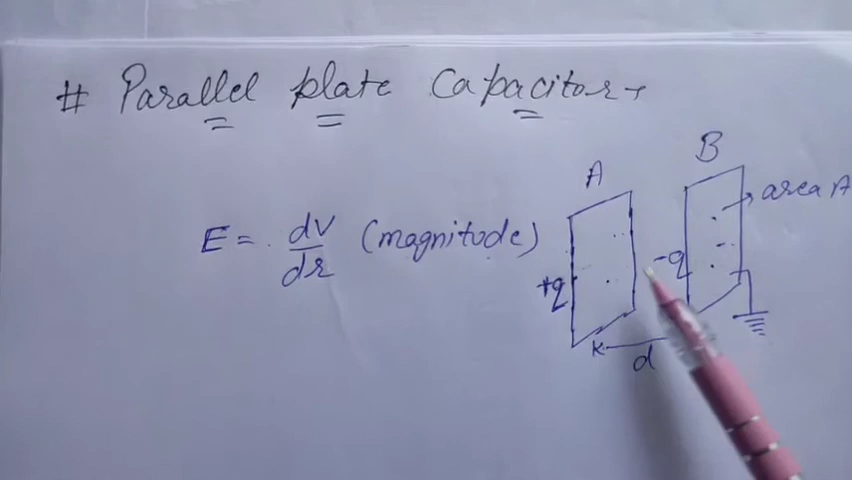 # Parallel plate Capacitor→
A
B
→ area A
E = dV/dr (magnitude)
+q
-q
d